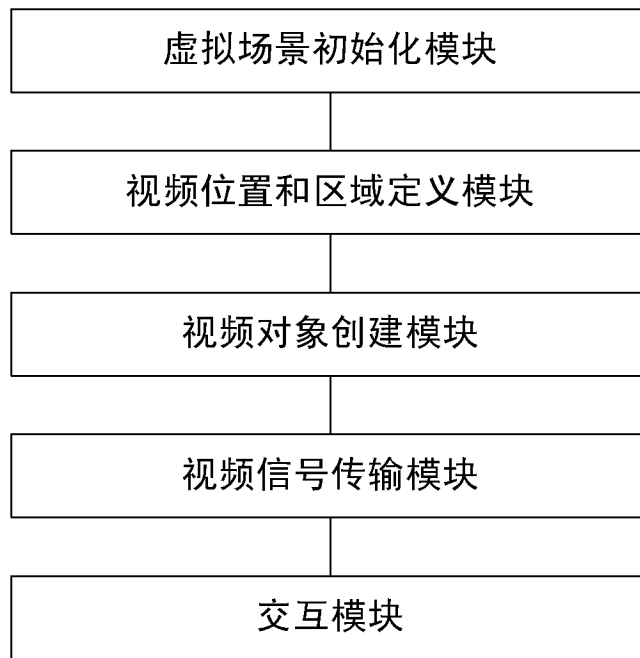 虚拟场景初始化模块
视频位置和区域定义模块
视频对象创建模块
视频信号传输模块
交互模块